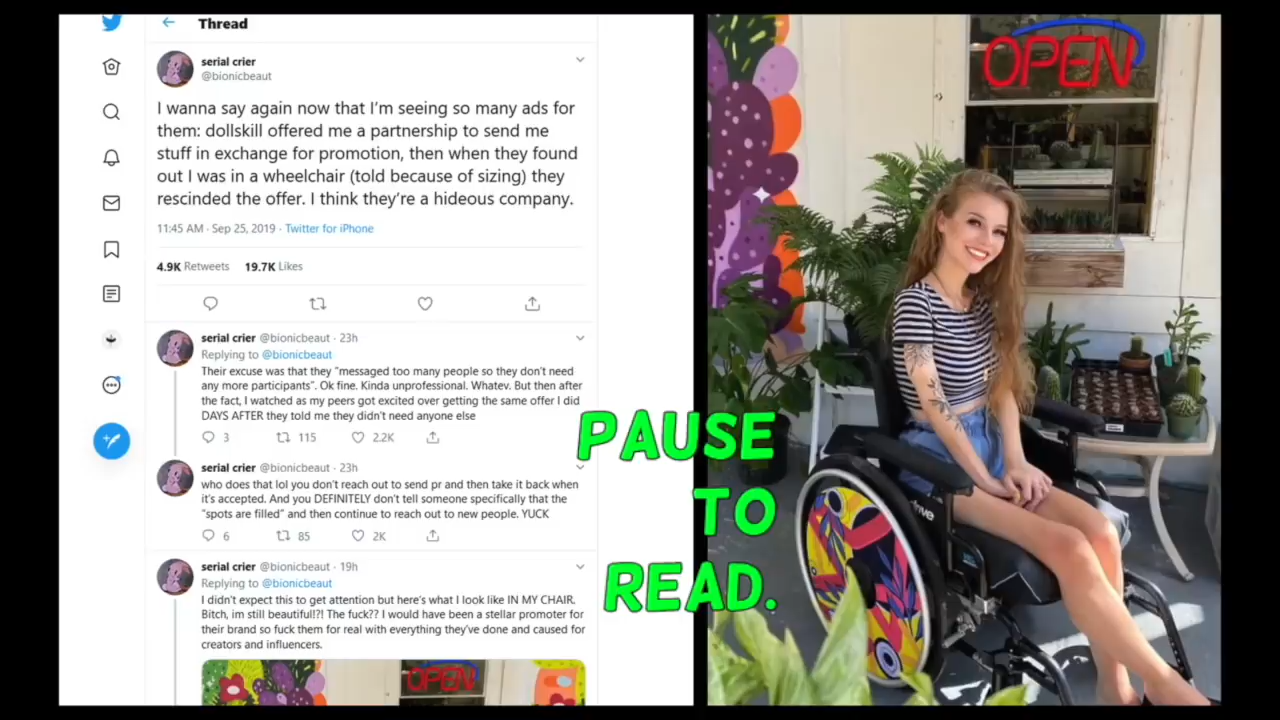 Thread
serial crier
@bionicbeaut
I wanna say again now that I'm seeing so many ads for
them: dollskill offered me a partnership to send me
stuff in exchange for promotion, then when they found
out I was in a wheelchair (told because of sizing) they
rescinded the offer. I think they're a hideous company.
11:45 AM · Sep 25, 2019 · Twitter for iPhone
4.9K Retweets 19.7K Likes
serial crier @bionicbeaut · 23h
Replying to @bionicbeaut
Their excuse was that they "messaged too many people so they don't need
any more participants". Ok fine. Kinda unprofessional. Whatev. But then after
the fact, I watched as my peers got excited over getting the same offer I did
DAYS AFTER they told me they didn't need anyone else
3 115 2.2K
serial crier @bionicbeaut · 23h
who does that lol you don't reach out to send pr and then take it back when
it's accepted. And you DEFINITELY don't tell someone specifically that the
"spots are filled" and then continue to reach out to new people. YUCK
6 85 2K
serial crier @bionicbeaut · 19h
Replying to @bionicbeaut
I didn't expect this to get attention but here's what I look like IN MY CHAIR.
Bitch, im still beautiful!?! The fuck?? I would have been a stellar promoter for
their brand so fuck them for real with everything they've done and caused for
creators and influencers.
OPEN
PAUSE
TO
READ.
OPEN